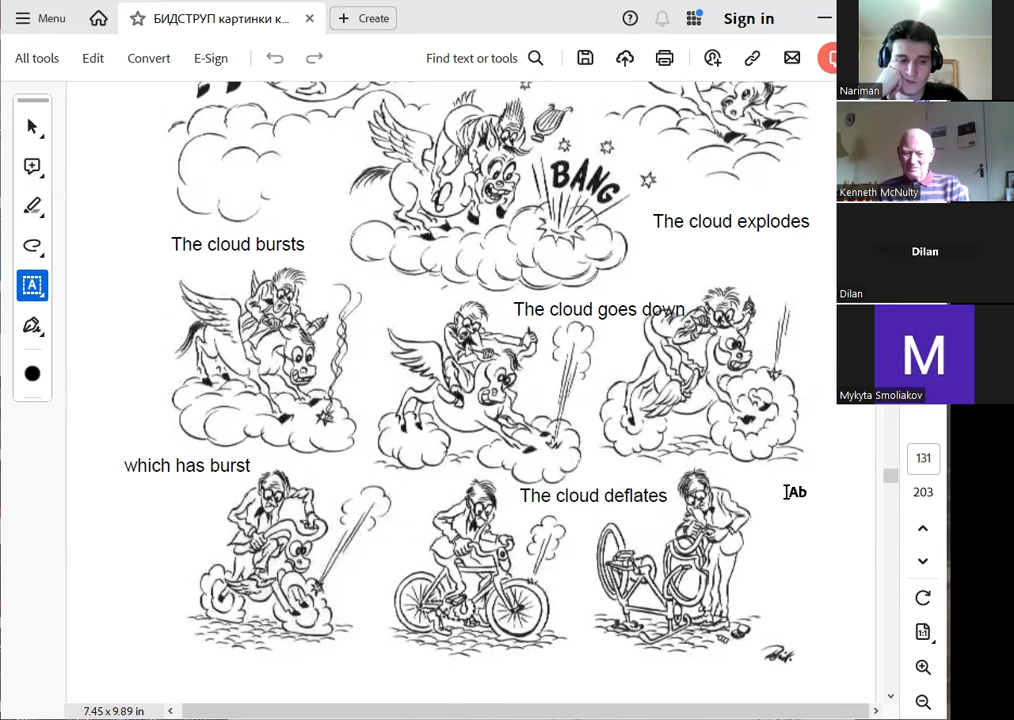 Menu
БИДСТРУП картинки к...
Create
Sign in
All tools
Edit
Convert
E-Sign
Find text or tools
Nariman
Kenneth McNulty
Dilan
Dilan
M
Mykyta Smoliakov
BANG
The cloud explodes
The cloud bursts
The cloud goes down
which has burst
The cloud deflates
Ab
131
203
1:1
7.45 x 9.89 in